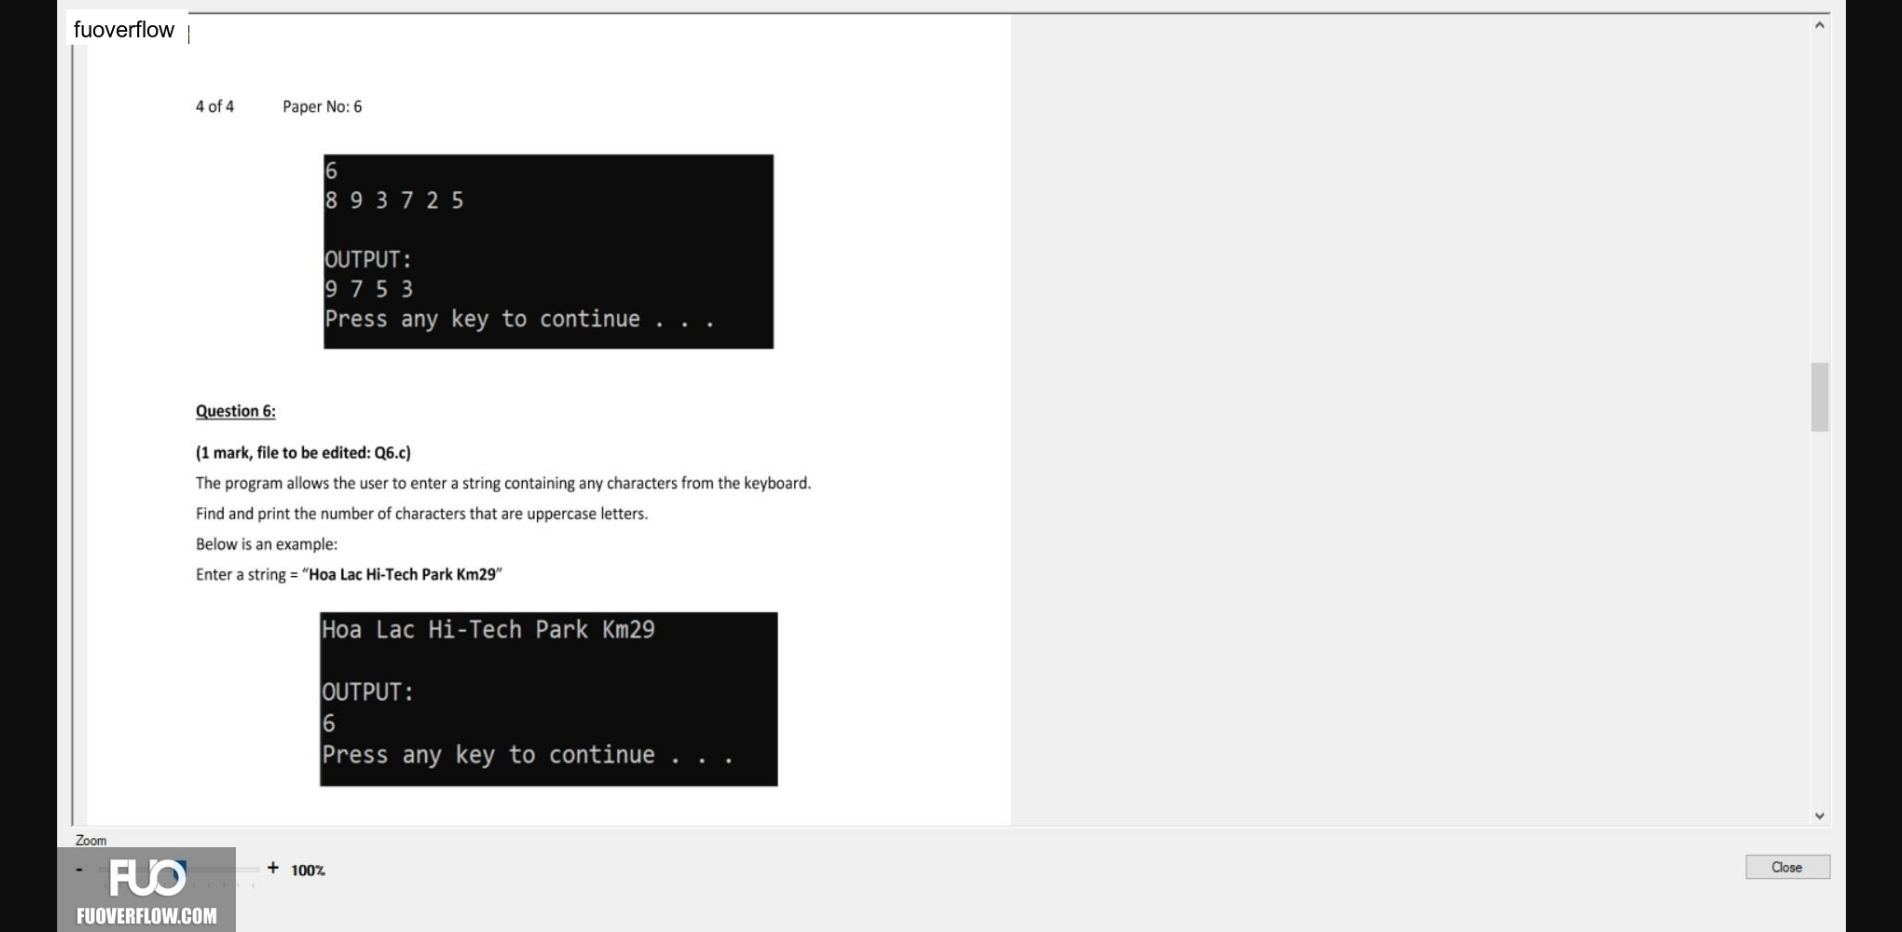 fuoverflow
4 of 4 Paper No: 6
6
8 9 3 7 2 5
OUTPUT:
9 7 5 3
Press any key to continue . . .
Question 6:
(1 mark, file to be edited: Q6.c)
The program allows the user to enter a string containing any characters from the keyboard.
Find and print the number of characters that are uppercase letters.
Below is an example:
Enter a string = “Hoa Lac Hi-Tech Park Km29”
Hoa Lac Hi-Tech Park Km29
OUTPUT:
6
Press any key to continue . . .
Zoom
- + 100%
Close
FUO
FUOVERFLOW.COM